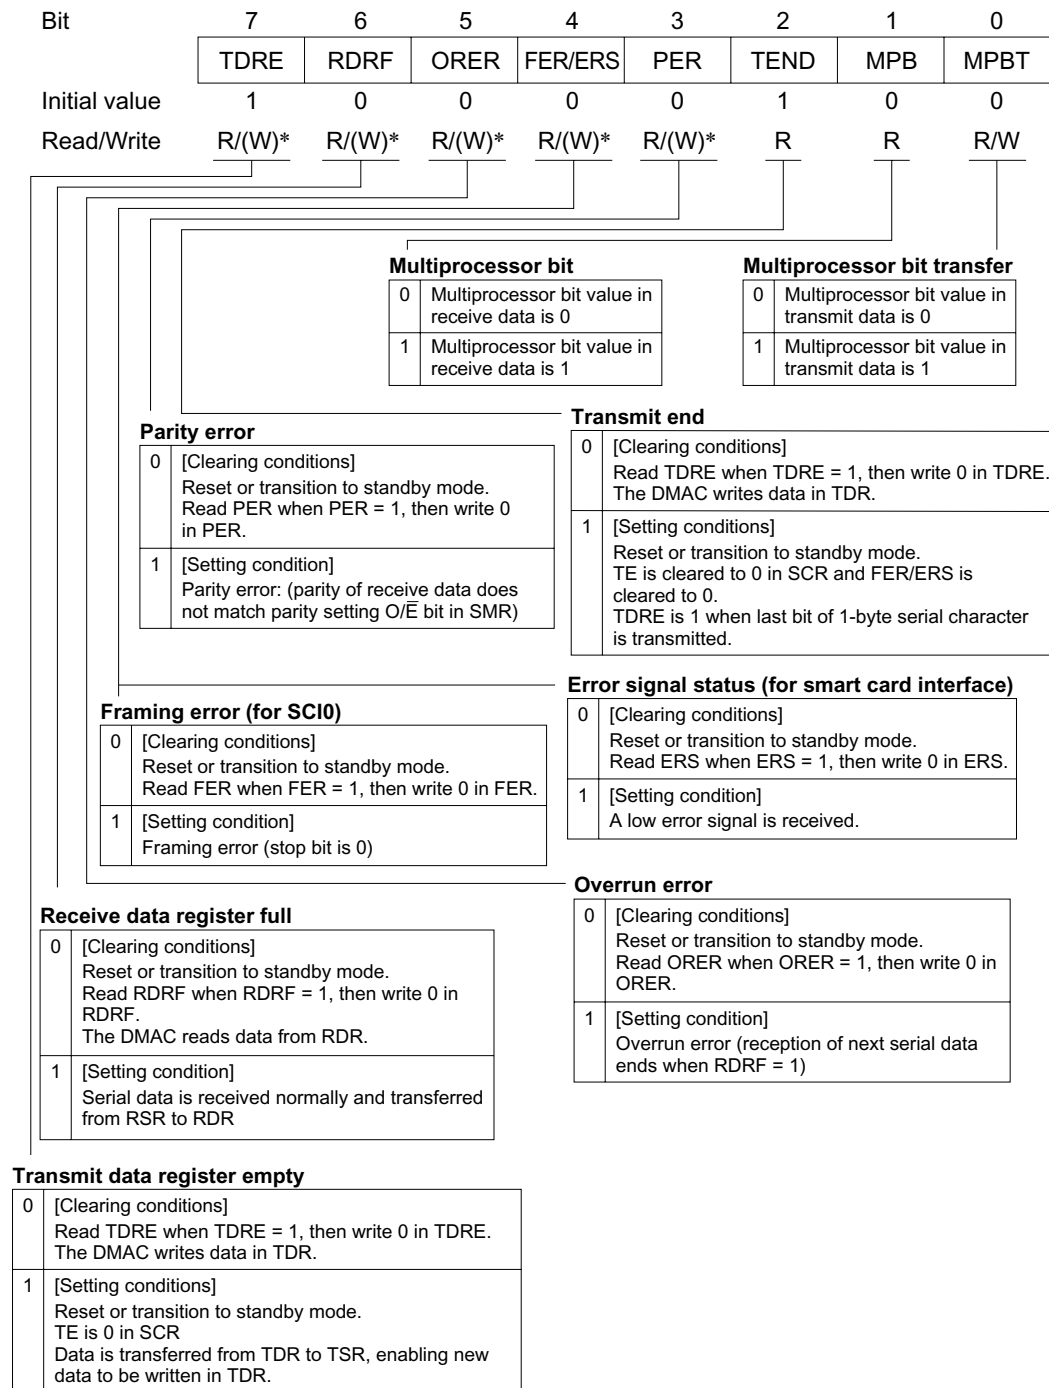 Bit 7 6 5 4 3 2 1 0
TDRE RDRF ORER FER/ERS PER TEND MPB MPBT
Initial value 1 0 0 0 0 1 0 0
Read/Write R/(W)* R/(W)* R/(W)* R/(W)* R/(W)* R R R/W
Multiprocessor bit
0 Multiprocessor bit value in
receive data is 0
1 Multiprocessor bit value in
receive data is 1
Multiprocessor bit transfer
0 Multiprocessor bit value in
transmit data is 0
1 Multiprocessor bit value in
transmit data is 1
Parity error
0 [Clearing conditions]
Reset or transition to standby mode.
Read PER when PER = 1, then write 0
in PER.
1 [Setting condition]
Parity error: (parity of receive data does
not match parity setting O/E̅ bit in SMR)
Transmit end
0 [Clearing conditions]
Read TDRE when TDRE = 1, then write 0 in TDRE.
The DMAC writes data in TDR.
1 [Setting conditions]
Reset or transition to standby mode.
TE is cleared to 0 in SCR and FER/ERS is
cleared to 0.
TDRE is 1 when last bit of 1-byte serial character
is transmitted.
Framing error (for SCI0)
0 [Clearing conditions]
Reset or transition to standby mode.
Read FER when FER = 1, then write 0 in FER.
1 [Setting condition]
Framing error (stop bit is 0)
Error signal status (for smart card interface)
0 [Clearing conditions]
Reset or transition to standby mode.
Read ERS when ERS = 1, then write 0 in ERS.
1 [Setting condition]
A low error signal is received.
Receive data register full
0 [Clearing conditions]
Reset or transition to standby mode.
Read RDRF when RDRF = 1, then write 0 in
RDRF.
The DMAC reads data from RDR.
1 [Setting condition]
Serial data is received normally and transferred
from RSR to RDR
Overrun error
0 [Clearing conditions]
Reset or transition to standby mode.
Read ORER when ORER = 1, then write 0 in
ORER.
1 [Setting condition]
Overrun error (reception of next serial data
ends when RDRF = 1)
Transmit data register empty
0 [Clearing conditions]
Read TDRE when TDRE = 1, then write 0 in TDRE.
The DMAC writes data in TDR.
1 [Setting conditions]
Reset or transition to standby mode.
TE is 0 in SCR
Data is transferred from TDR to TSR, enabling new
data to be written in TDR.